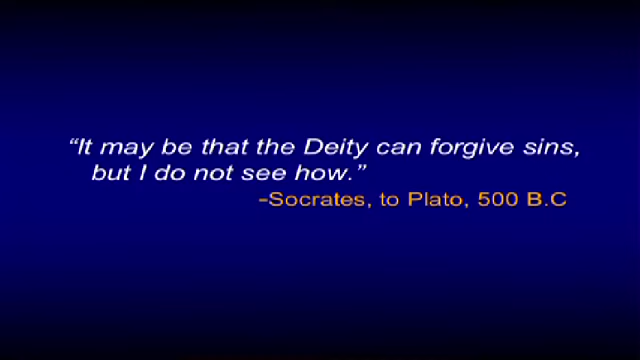 “It may be that the Deity can forgive sins,
but I do not see how.”
–Socrates, to Plato, 500 B.C